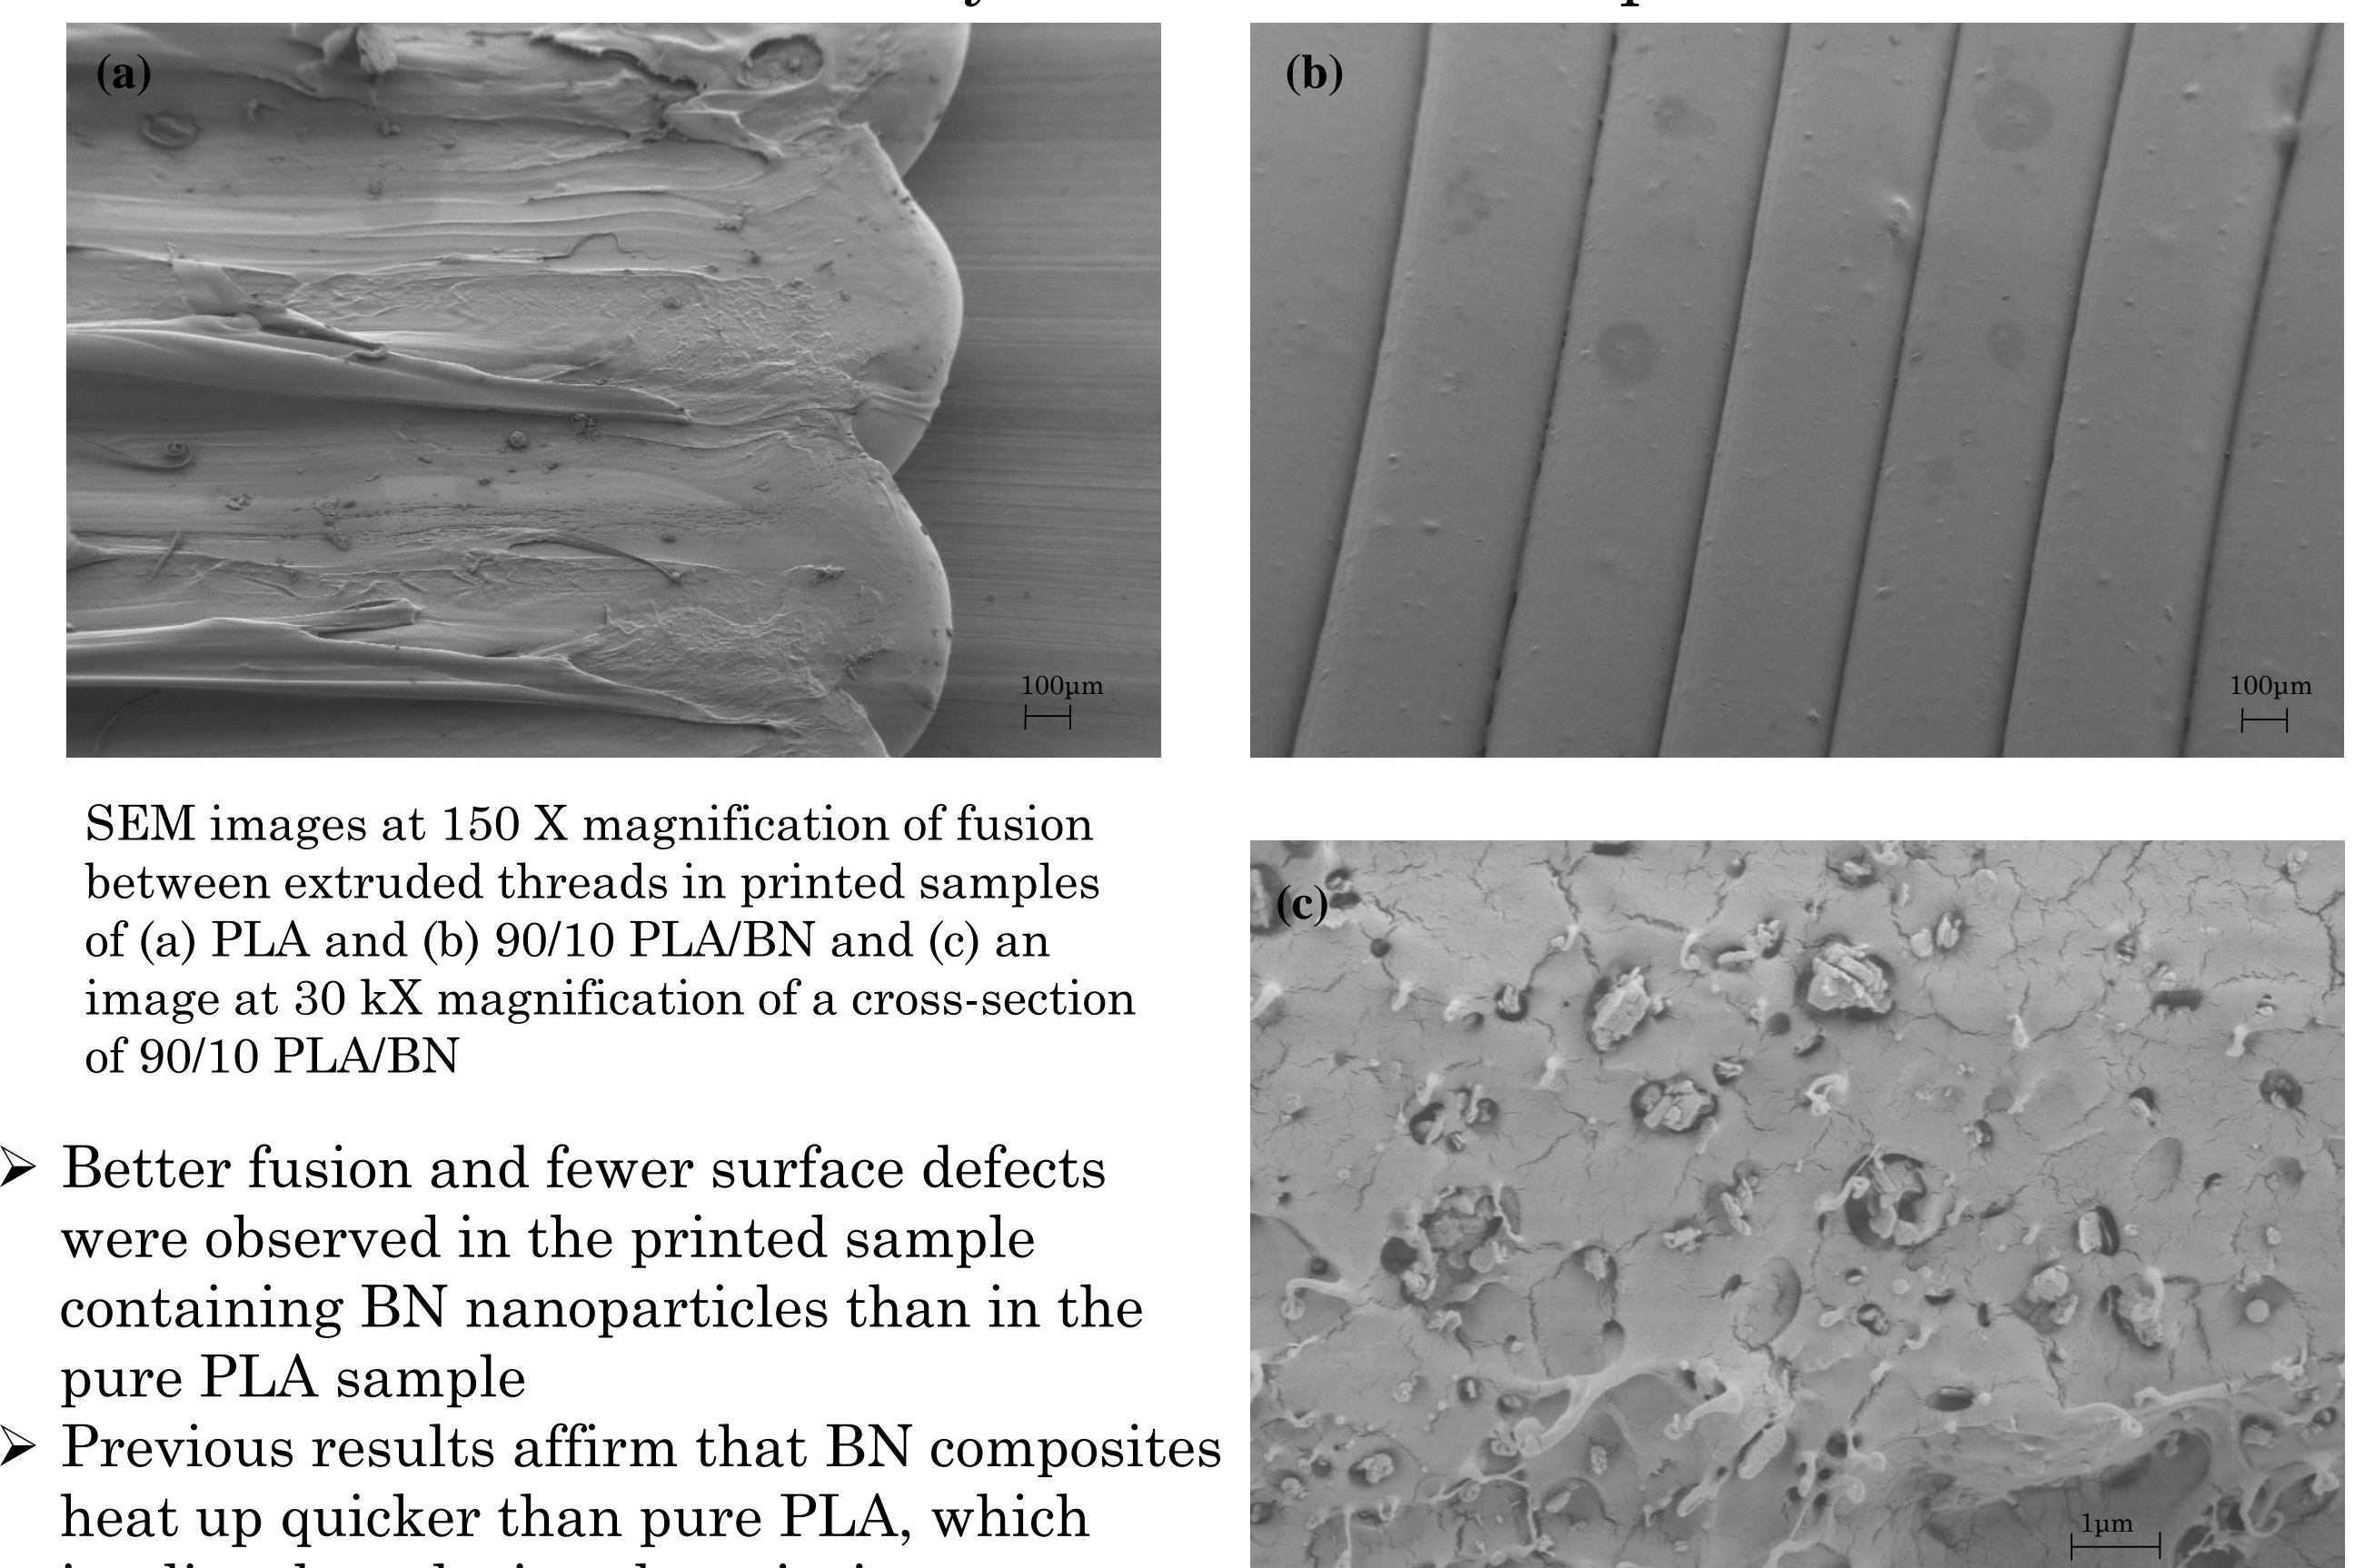 (a)
(b)
100µm
100µm
SEM images at 150 X magnification of fusion
between extruded threads in printed samples
of (a) PLA and (b) 90/10 PLA/BN and (c) an
image at 30 kX magnification of a cross-section
of 90/10 PLA/BN
(c)
➢ Better fusion and fewer surface defects
were observed in the printed sample
containing BN nanoparticles than in the
pure PLA sample
➢ Previous results affirm that BN composites
heat up quicker than pure PLA, which
1µm